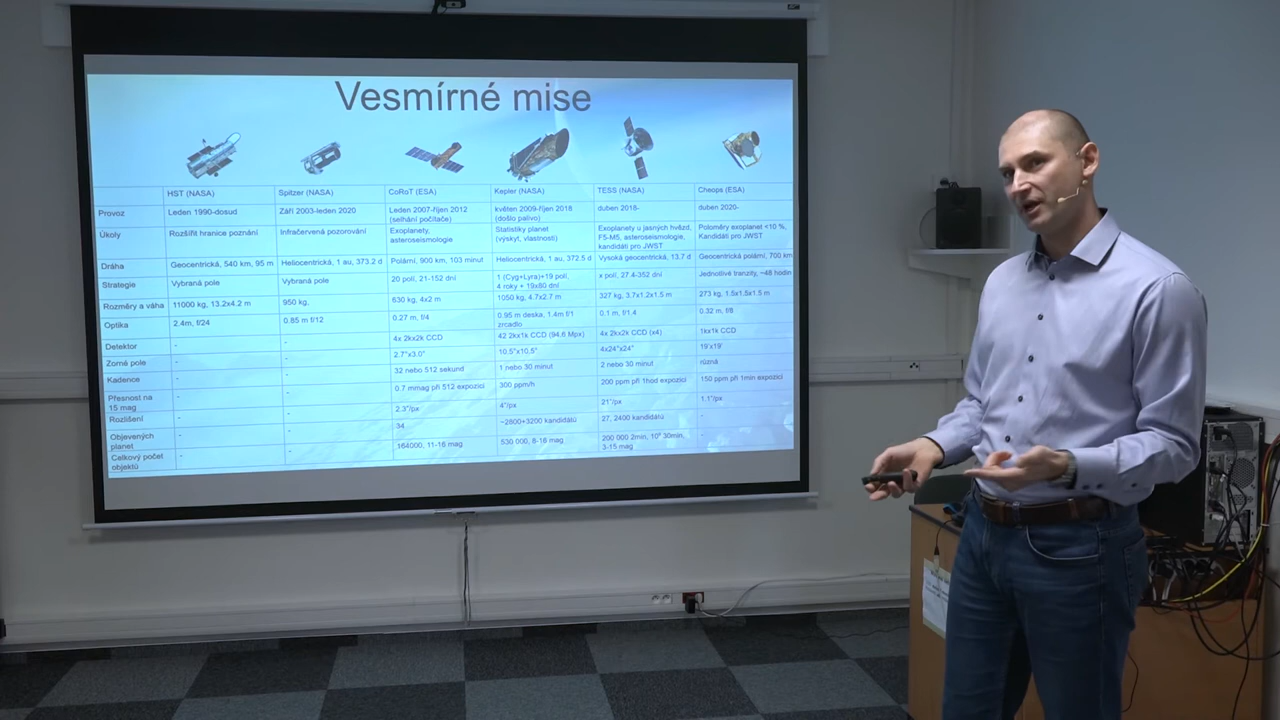 Vesmírné mise
HST (NASA) Spitzer (NASA) CoRoT (ESA) Kepler (NASA) TESS (NASA) Cheops (ESA)
Provoz Leden 1990-dosud Září 2003-leden 2020 Leden 2007-říjen 2012 květen 2009-říjen 2018 duben 2018- duben 2020-
(selhání počítače) (došlo palivo)
Úkoly Rozšířit hranice poznání Infračervená pozorování Exoplanety, Statistiky planet Exoplanety u jasných hvězd, Poloměry exoplanet <10 %,
asteroseismologie (výskyt, vlastnosti) F5-M5, asteroseismologie, Kandidáti pro JWST
kandidáti pro JWST
Dráha Geocentrická, 540 km, 95 m Heliocentrická, 1 au, 373.2 d Polární, 900 km, 103 minut Heliocentrická, 1 au, 372.5 d Vysoká geocentrická, 13.7 d Geocentrická polární, 700 km
Strategie Vybraná pole Vybraná pole 20 polí, 21-152 dní 1 (Cyg+Lyra)+19 polí, x polí, 27.4-352 dní Jednotlivé tranzity, ~48 hodin
4 roky + 19x80 dní
Rozměry a váha 11000 kg, 13.2x4.2 m 950 kg, 630 kg, 4x2 m 1050 kg, 4.7x2.7 m 327 kg, 3.7x1.2x1.5 m 273 kg, 1.5x1.5x1.5 m
Optika 2.4m, f/24 0.85 m f/12 0.27 m, f/4 0.95 m deska, 1.4m f/1 0.1 m, f/1.4 0.32 m, f/8
zrcadlo
Detektor - - 4x 2kx2k CCD 42 2kx1k CCD (94.6 Mpx) 4x 2kx2k CCD (x4) 1kx1k CCD
Zorné pole - - 2.7°x3.0° 10.5°x10.5° 4x24°x24° 19'x19'
Kadence - - 32 nebo 512 sekund 1 nebo 30 minut 2 nebo 30 minut různá
Přesnost na - - 0.7 mmag při 512 expozici 300 ppm/h 200 ppm při 1hod expozici 150 ppm při 1min expozici
15 mag
Rozlišení - - 2.3"/px 4"/px 21"/px 1.1"/px
Objevených - - 34 ~2800+3200 kandidátů 27, 2400 kandidátů -
planet
Celkový počet - - 164000, 11-16 mag 530 000, 8-16 mag 200 000 2min, 10⁶ 30min, -
objektů 3-15 mag